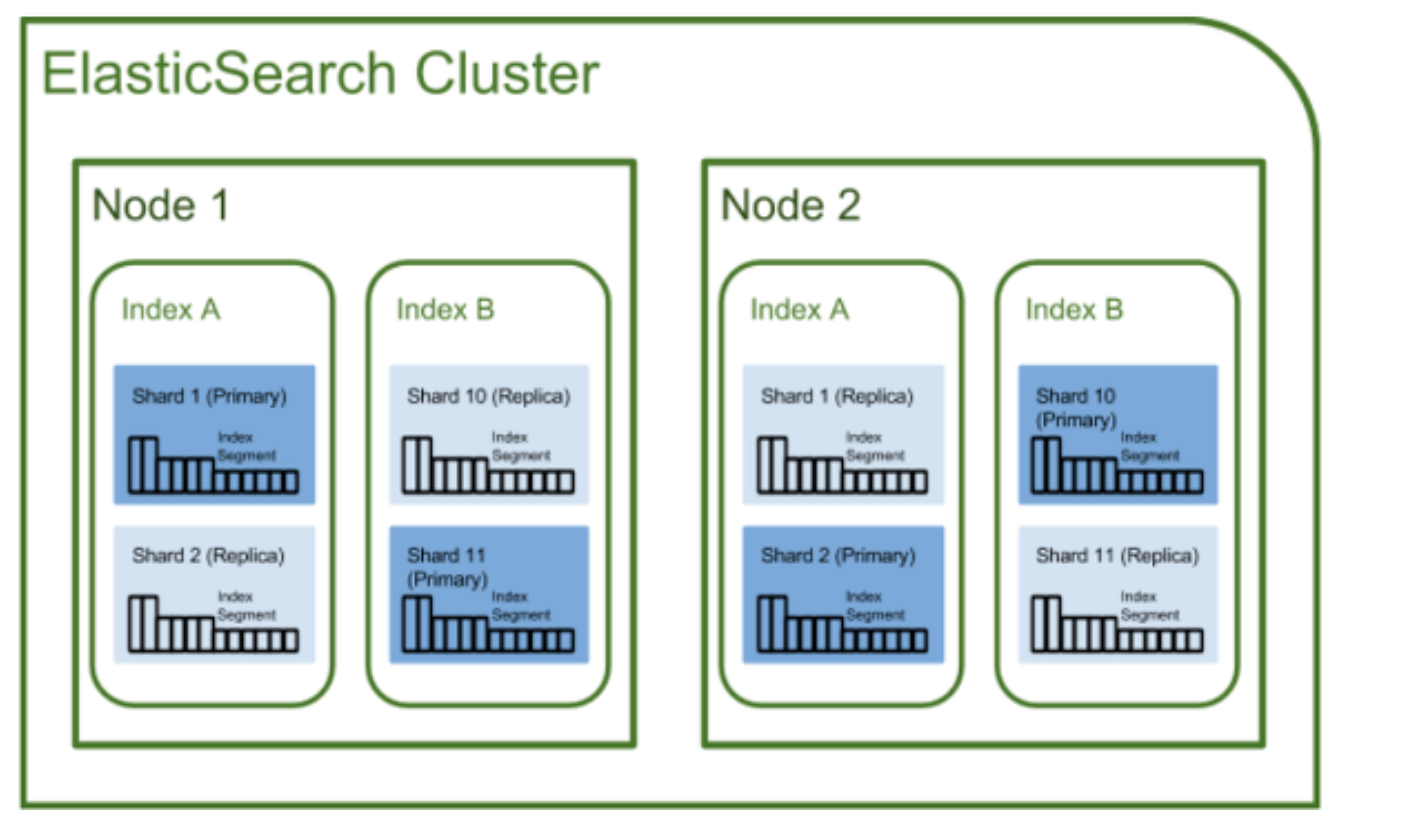 ElasticSearch Cluster
Node 1
Index A
Shard 1 (Primary)
Index
Segment
Shard 2 (Replica)
Index
Segment
Index B
Shard 10 (Replica)
Index
Segment
Shard 11
(Primary)
Index
Segment
Node 2
Index A
Shard 1 (Replica)
Index
Segment
Shard 2 (Primary)
Index
Segment
Index B
Shard 10
(Primary)
Index
Segment
Shard 11 (Replica)
Index
Segment